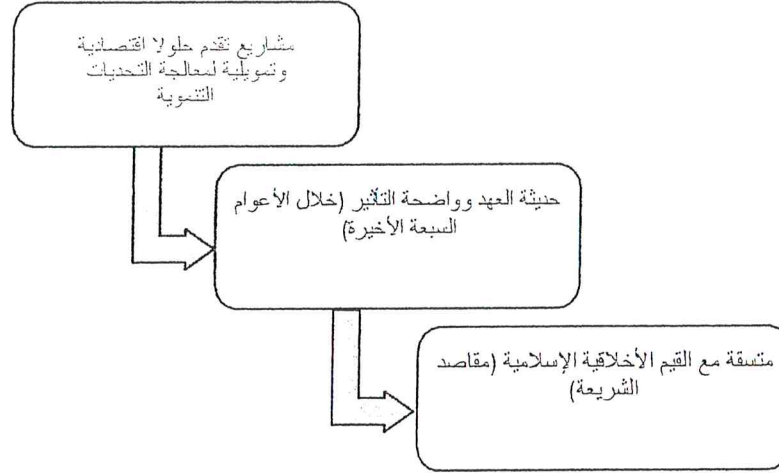 مشاريع تقدم حلولا اقتصادية
وتمويلية لمعالجة التحديات
التنموية
حديثة العهد وواضحة التأثير (خلال الأعوام
السبعة الأخيرة)
متسقة مع القيم الأخلاقية الإسلامية (مقاصد
الشريعة)